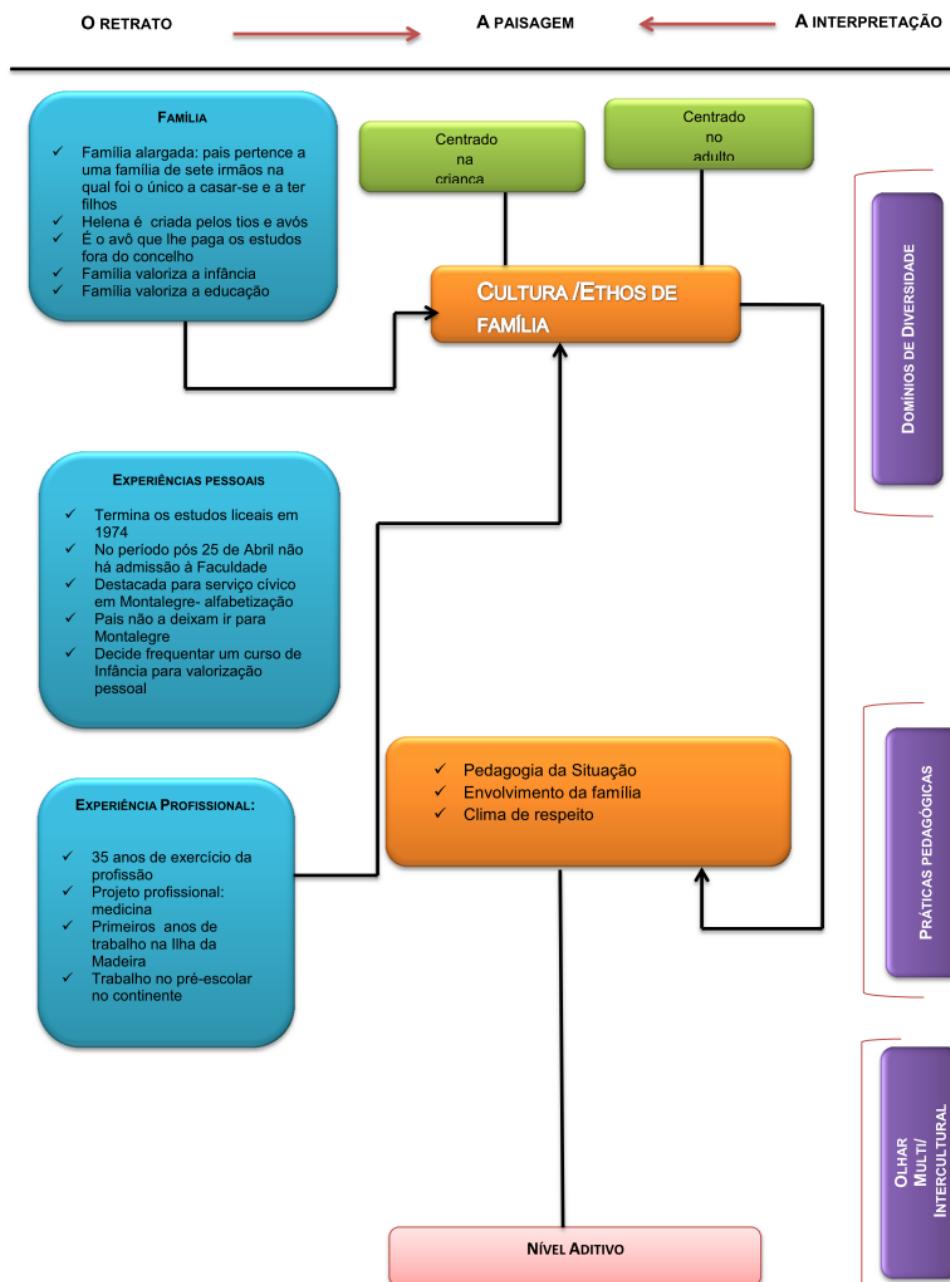 O RETRATO
A PAISAGEM
A INTERPRETAÇÃO
FAMÍLIA
✓ Família alargada: pais pertence a
uma família de sete irmãos na
qual foi o único a casar-se e a ter
filhos
✓ Helena é criada pelos tios e avós
✓ É o avô que lhe paga os estudos
fora do concelho
✓ Família valoriza a infância
✓ Família valoriza a educação
Centrado
na
criança
Centrado
no
adulto
CULTURA /ETHOS DE
FAMÍLIA
DOMÍNIOS DE DIVERSIDADE
EXPERIÊNCIAS PESSOAIS
✓ Termina os estudos liceais em
1974
✓ No período pós 25 de Abril não
há admissão à Faculdade
✓ Destacada para serviço cívico
em Montalegre- alfabetização
✓ Pais não a deixam ir para
Montalegre
✓ Decide frequentar um curso de
Infância para valorização
pessoal
✓ Pedagogia da Situação
✓ Envolvimento da família
✓ Clima de respeito
PRÁTICAS PEDAGÓGICAS
EXPERIÊNCIA PROFISSIONAL:
✓ 35 anos de exercício da
profissão
✓ Projeto profissional:
medicina
✓ Primeiros anos de
trabalho na Ilha da
Madeira
✓ Trabalho no pré-escolar
no continente
OLHAR
MULTI/
INTERCULTURAL
NÍVEL ADITIVO